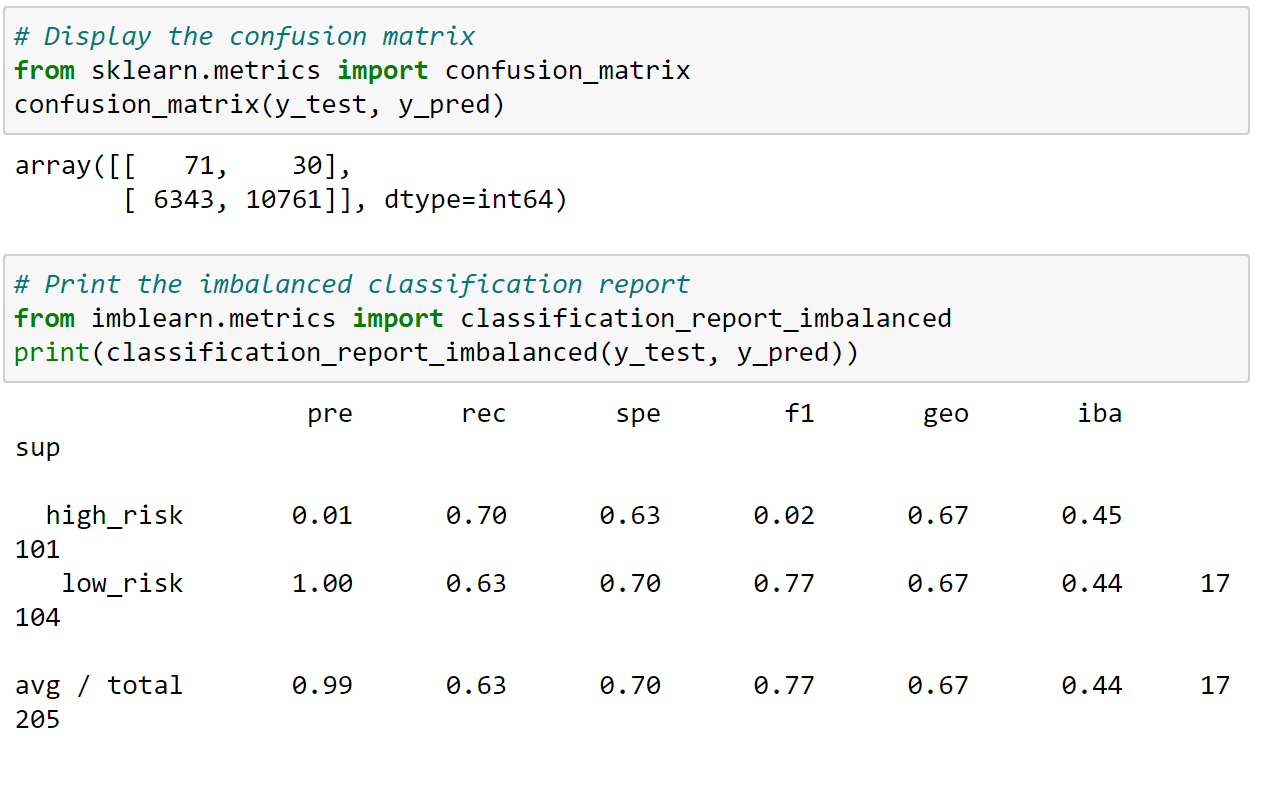 # Display the confusion matrix
from sklearn.metrics import confusion_matrix
confusion_matrix(y_test, y_pred)
array([[   71,    30],
       [ 6343, 10761]], dtype=int64)
# Print the imbalanced classification report
from imblearn.metrics import classification_report_imbalanced
print(classification_report_imbalanced(y_test, y_pred))
                   pre       rec       spe        f1       geo       iba
sup
  high_risk       0.01      0.70      0.63      0.02      0.67      0.45
101
   low_risk       1.00      0.63      0.70      0.77      0.67      0.44     17
104
avg / total       0.99      0.63      0.70      0.77      0.67      0.44     17
205